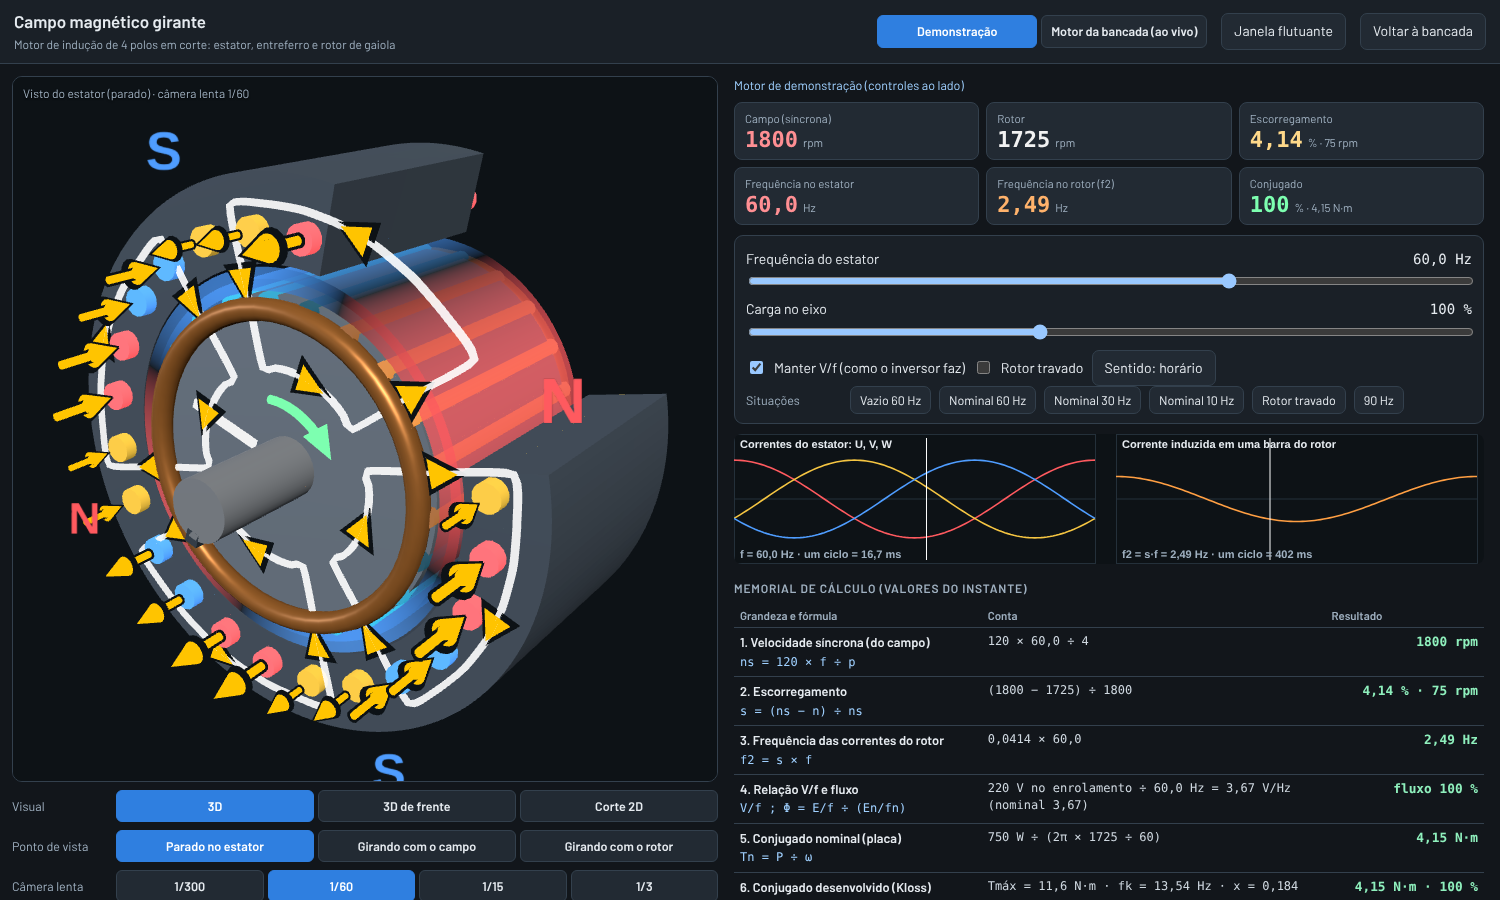 Campo magnético girante
Motor de indução de 4 polos em corte: estator, entreferro e rotor de gaiola
Demonstração
Motor da bancada (ao vivo)
Janela flutuante
Voltar à bancada
Visto do estator (parado) · câmera lenta 1/60
S
N
N
S
Visual
3D
3D de frente
Corte 2D
Ponto de vista
Parado no estator
Girando com o campo
Girando com o rotor
Câmera lenta
1/300
1/60
1/15
1/3
Motor de demonstração (controles ao lado)
Campo (síncrona)
1800 rpm
Rotor
1725 rpm
Escorregamento
4,14 % · 75 rpm
Frequência no estator
60,0 Hz
Frequência no rotor (f2)
2,49 Hz
Conjugado
100 % · 4,15 N·m
Frequência do estator 60,0 Hz
Carga no eixo 100 %
Manter V/f (como o inversor faz)
Rotor travado
Sentido: horário
Situações
Vazio 60 Hz
Nominal 60 Hz
Nominal 30 Hz
Nominal 10 Hz
Rotor travado
90 Hz
Correntes do estator: U, V, W
f = 60,0 Hz · um ciclo = 16,7 ms
Corrente induzida em uma barra do rotor
f2 = s·f = 2,49 Hz · um ciclo = 402 ms
MEMORIAL DE CÁLCULO (VALORES DO INSTANTE)
Grandeza e fórmula Conta Resultado
1. Velocidade síncrona (do campo) 120 × 60,0 ÷ 4 1800 rpm
ns = 120 × f ÷ p
2. Escorregamento (1800 − 1725) ÷ 1800 4,14 % · 75 rpm
s = (ns − n) ÷ ns
3. Frequência das correntes do rotor 0,0414 × 60,0 2,49 Hz
f2 = s × f
4. Relação V/f e fluxo 220 V no enrolamento ÷ 60,0 Hz = 3,67 V/Hz fluxo 100 %
V/f ; Φ = E/f ÷ (En/fn) (nominal 3,67)
5. Conjugado nominal (placa) 750 W ÷ (2π × 1725 ÷ 60) 4,15 N·m
Tn = P ÷ ω
6. Conjugado desenvolvido (Kloss) Tmáx = 11,6 N·m · fk = 13,54 Hz · x = 0,184 4,15 N·m · 100 %